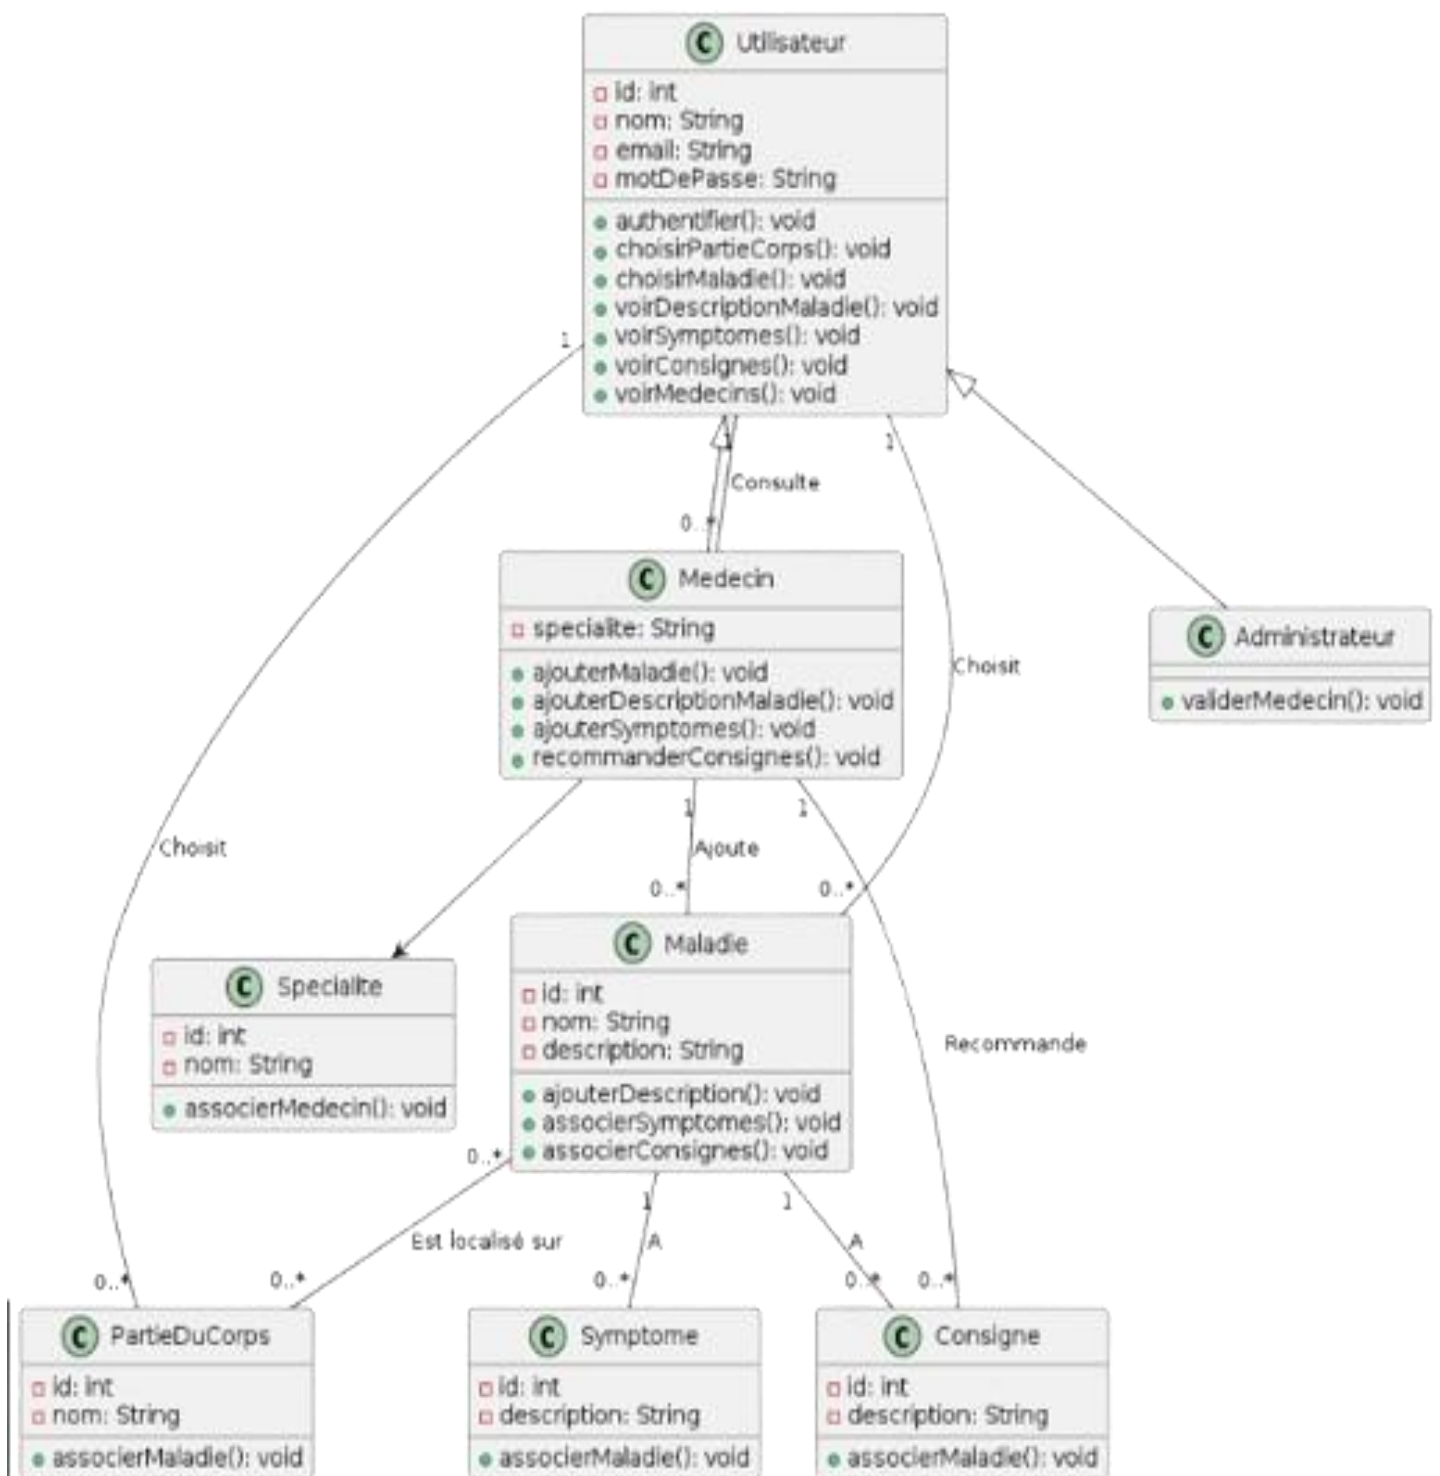 C Utilisateur
id: int
nom: String
email: String
motDePasse: String
authentifier(): void
choisirPartieCorps(): void
choisirMaladie(): void
voirDescriptionMaladie(): void
voirSymptomes(): void
voirConsignes(): void
voirMedecins(): void
1
1
1
Consulte
0..*
C Medecin
specialite: String
ajouterMaladie(): void
ajouterDescriptionMaladie(): void
ajouterSymptomes(): void
recommanderConsignes(): void
C Administrateur
validerMedecin(): void
Choisit
Choisit
1
1
Ajoute
0..*
0..*
C Specialite
id: int
nom: String
associerMedecin(): void
C Maladie
id: int
nom: String
description: String
ajouterDescription(): void
associerSymptomes(): void
associerConsignes(): void
Recommande
0..*
1
1
Est localisé sur
A
A
0..*
0..*
0..*
0..*
0..*
C PartieDuCorps
id: int
nom: String
associerMaladie(): void
C Symptome
id: int
description: String
associerMaladie(): void
C Consigne
id: int
description: String
associerMaladie(): void